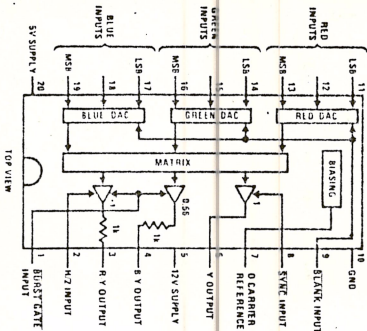 BLUE INPUTS
GREEN INPUTS
RED INPUTS
5V SUPPLY
MSB
LSB
MSB
LSB
MSB
LSB
20
19
18
17
16
15
14
13
12
11
BLUE DAC
GREEN DAC
RED DAC
MATRIX
BIASING
.1
0.56
1
1k
1k
1
2
3
4
5
6
7
8
9
10
BURST GATE INPUT
H/2 INPUT
R Y OUTPUT
B Y OUTPUT
12 V SUPPLY
Y OUTPUT
0 CARRIER REFERENCE
SYNC INPUT
BLANK INPUT
GND
TOP VIEW